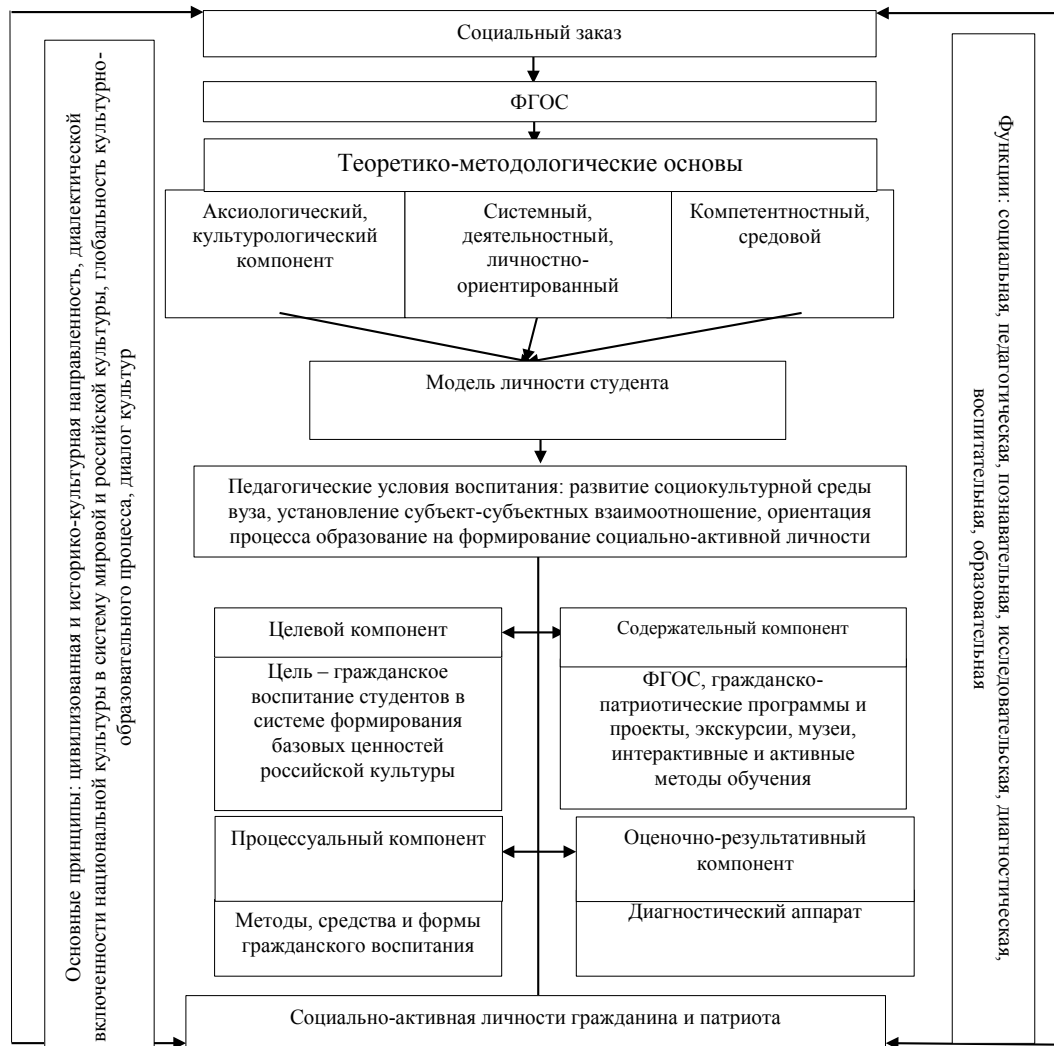 Социальный заказ
ФГОС
Теоретико-методологические основы
Аксиологический,
культурологический
компонент
Системный,
деятельностный,
личностно-
ориентированный
Компетентностный,
средовой
Модель личности студента
Педагогические условия воспитания: развитие социокультурной среды
вуза, установление субъект-субъектных взаимоотношение, ориентация
процесса образование на формирование социально-активной личности
Целевой компонент
Цель – гражданское
воспитание студентов в
системе формирования
базовых ценностей
российской культуры
Содержательный компонент
ФГОС, гражданско-
патриотические программы и
проекты, экскурсии, музеи,
интерактивные и активные
методы обучения
Процессуальный компонент
Методы, средства и формы
гражданского воспитания
Оценочно-результативный
компонент
Диагностический аппарат
Социально-активная личности гражданина и патриота
Основные принципы: цивилизованная и историко-культурная направленность, диалектической
включенности национальной культуры в систему мировой и российской культуры, глобальность культурно-
образовательного процесса, диалог культур
Функции: социальная, педагогическая, познавательная, исследовательская, диагностическая,
воспитательная, образовательная